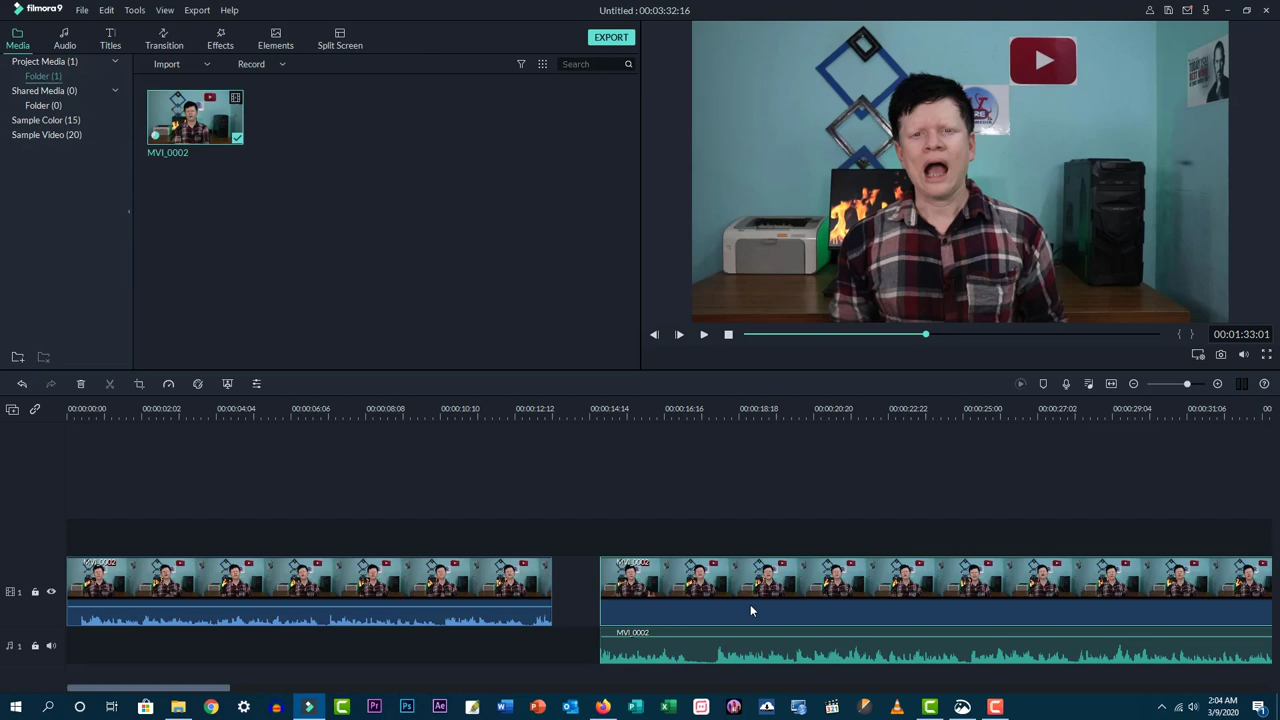 filmora9 File Edit Tools View Export Help Untitled : 00:03:32:16
Media Audio Titles Transition Effects Elements Split Screen EXPORT
Project Media (1) Import Record Search
Folder (1)
Shared Media (0)
Folder (0)
Sample Color (15)
Sample Video (20)
MVI_0002
00:01:33:01
00:00:00:00 00:00:02:02 00:00:04:04 00:00:06:06 00:00:08:08 00:00:10:10 00:00:12:12 00:00:14:14 00:00:16:16 00:00:18:18 00:00:20:20 00:00:22:22 00:00:25:00 00:00:27:02 00:00:29:04 00:00:31:06 00
MVI_0002 MVI_0002
1
MVI_0002
1
2:04 AM
3/9/2020